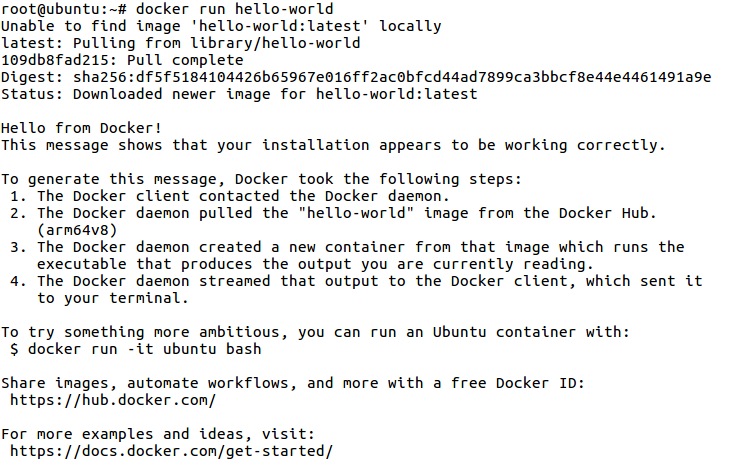 root@ubuntu:~# docker run hello-world
Unable to find image 'hello-world:latest' locally
latest: Pulling from library/hello-world
109db8fad215: Pull complete
Digest: sha256:df5f5184104426b65967e016ff2ac0bfcd44ad7899ca3bbcf8e44e4461491a9e
Status: Downloaded newer image for hello-world:latest

Hello from Docker!
This message shows that your installation appears to be working correctly.

To generate this message, Docker took the following steps:
 1. The Docker client contacted the Docker daemon.
 2. The Docker daemon pulled the "hello-world" image from the Docker Hub.
    (arm64v8)
 3. The Docker daemon created a new container from that image which runs the
    executable that produces the output you are currently reading.
 4. The Docker daemon streamed that output to the Docker client, which sent it
    to your terminal.

To try something more ambitious, you can run an Ubuntu container with:
 $ docker run -it ubuntu bash

Share images, automate workflows, and more with a free Docker ID:
 https://hub.docker.com/

For more examples and ideas, visit:
 https://docs.docker.com/get-started/